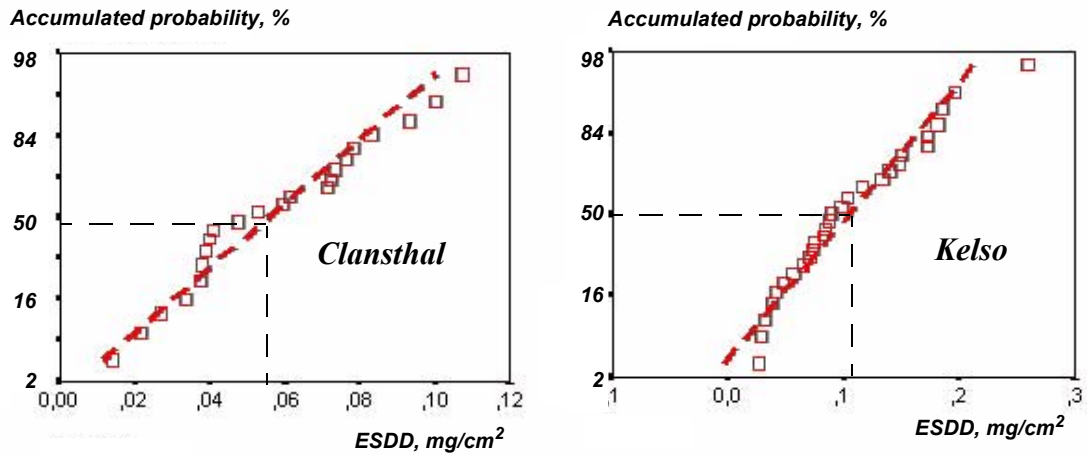 Accumulated probability, %
98
84
50
16
2
Clansthal
0,00 ,02 ,04 ,06 ,08 ,10 0,12
ESDD, mg/cm2
Accumulated probability, %
98
84
50
16
2
Kelso
,1 0,0 ,1 ,2 ,3
ESDD, mg/cm2